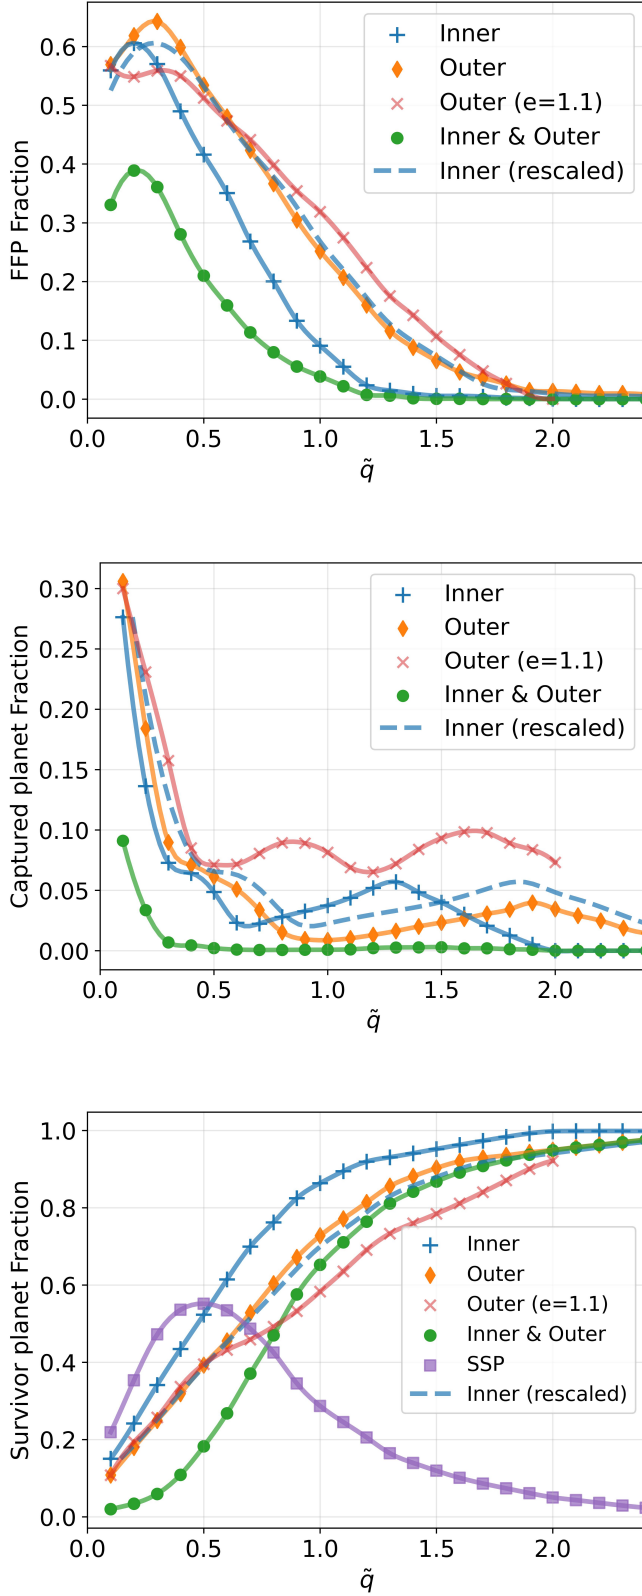 FFP Fraction
0.6
0.5
0.4
0.3
0.2
0.1
0.0
Inner
Outer
Outer (e=1.1)
Inner & Outer
Inner (rescaled)
0.0 0.5 1.0 1.5 2.0
q̃
Captured planet Fraction
0.30
0.25
0.20
0.15
0.10
0.05
0.00
Inner
Outer
Outer (e=1.1)
Inner & Outer
Inner (rescaled)
0.0 0.5 1.0 1.5 2.0
q̃
Survivor planet Fraction
1.0
0.8
0.6
0.4
0.2
0.0
Inner
Outer
Outer (e=1.1)
Inner & Outer
SSP
Inner (rescaled)
0.0 0.5 1.0 1.5 2.0
q̃